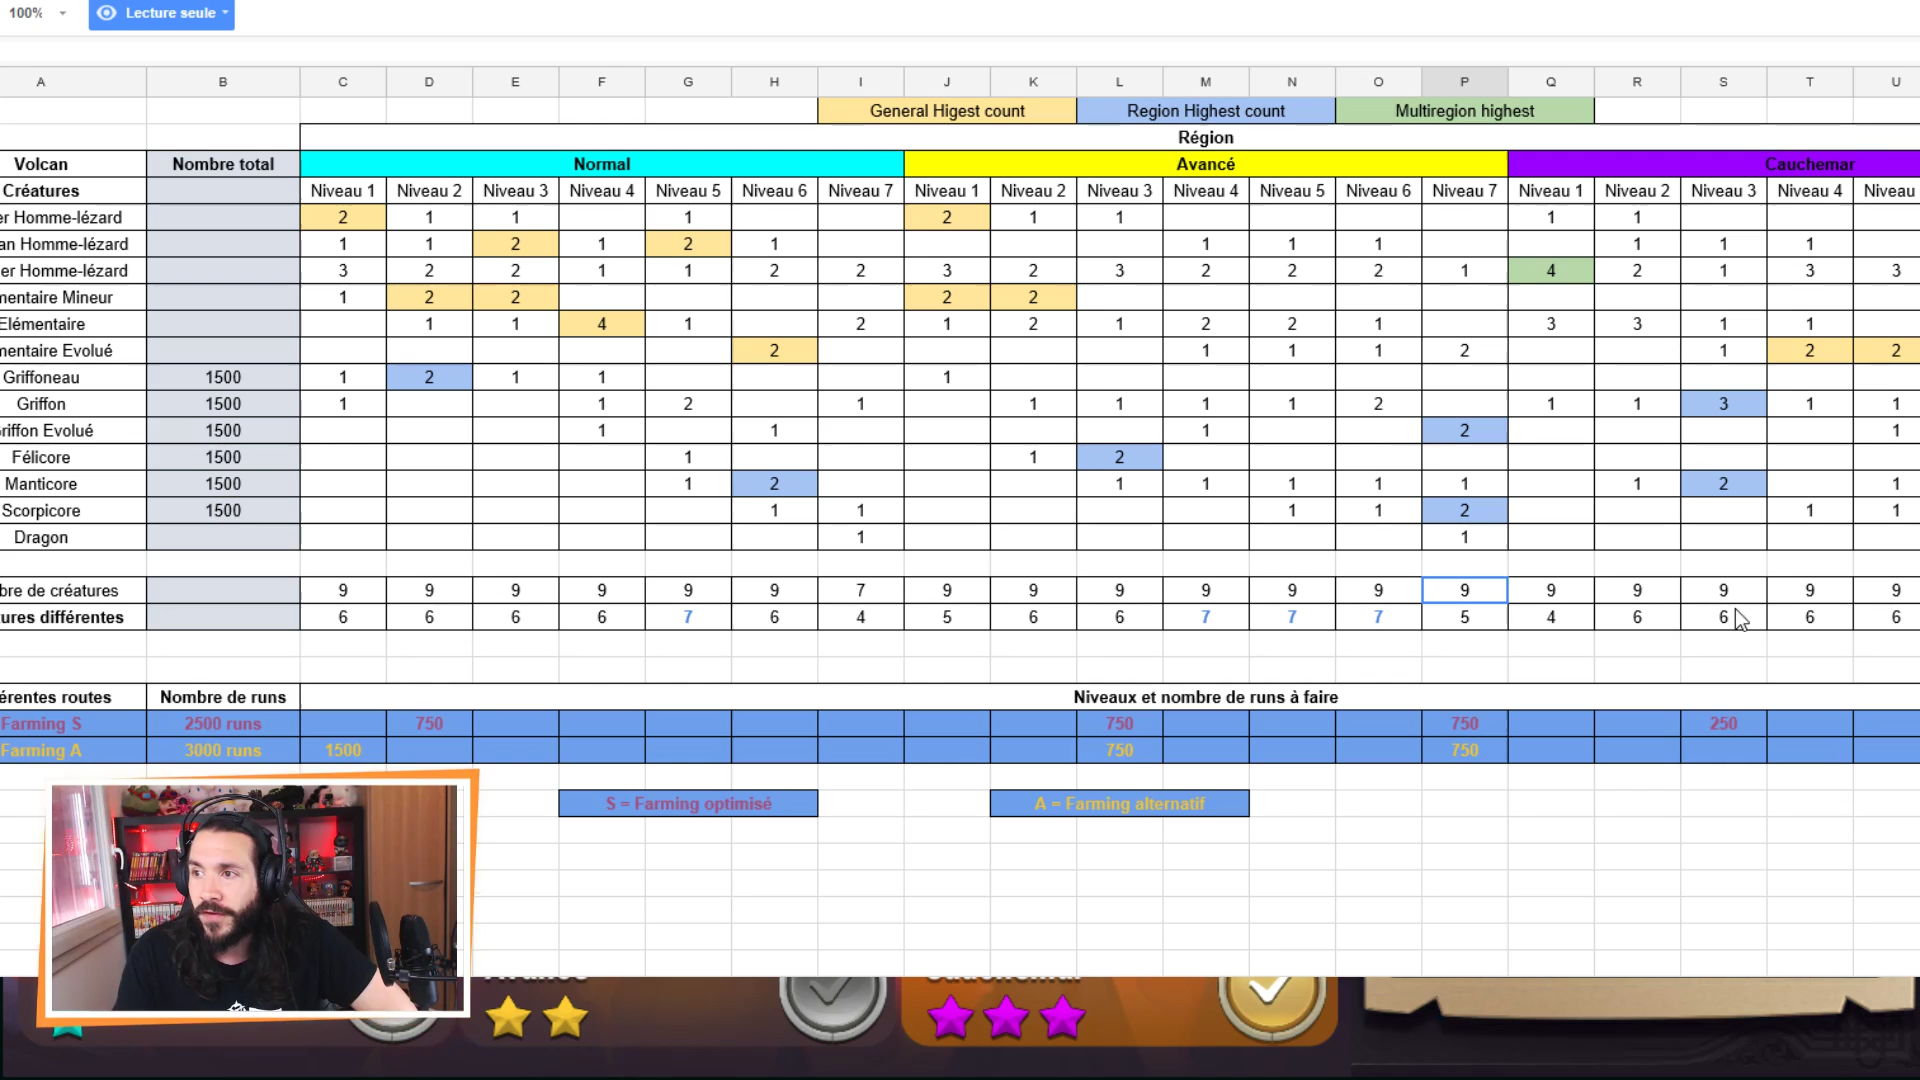 100% Lecture seule
A B C D E F G H I J K L M N O P Q R S T U
General Higest count Region Highest count Multiregion highest
Région
Volcan Nombre total Normal Avancé Cauchemar
Créatures Niveau 1 Niveau 2 Niveau 3 Niveau 4 Niveau 5 Niveau 6 Niveau 7 Niveau 1 Niveau 2 Niveau 3 Niveau 4 Niveau 5 Niveau 6 Niveau 7 Niveau 1 Niveau 2 Niveau 3 Niveau 4 Niveau
er Homme-lézard 2 1 1 1 2 1 1 1 1
an Homme-lézard 1 1 2 1 2 1 1 1 1 1 1 1
er Homme-lézard 3 2 2 1 1 2 2 3 2 3 2 2 2 1 4 2 1 3 3
mentaire Mineur 1 2 2 2 2
Elémentaire 1 1 4 1 2 1 2 1 2 2 1 3 3 1 1
mentaire Evolué 2 1 1 1 2 1 2 2
Griffoneau 1500 1 2 1 1 1
Griffon 1500 1 1 2 1 1 1 1 1 2 1 1 3 1 1
riffon Evolué 1500 1 1 1 2 1
Félicore 1500 1 1 2
Manticore 1500 1 2 1 1 1 1 1 1 2 1
Scorpicore 1500 1 1 1 1 2 1 1
Dragon 1 1
bre de créatures 9 9 9 9 9 9 7 9 9 9 9 9 9 9 9 9 9 9 9
tures différentes 6 6 6 6 7 6 4 5 6 6 7 7 7 5 4 6 6 6 6
érentes routes Nombre de runs Niveaux et nombre de runs à faire
Farming S 2500 runs 750 750 750 250
Farming A 3000 runs 1500 750 750
S = Farming optimisé A = Farming alternatif